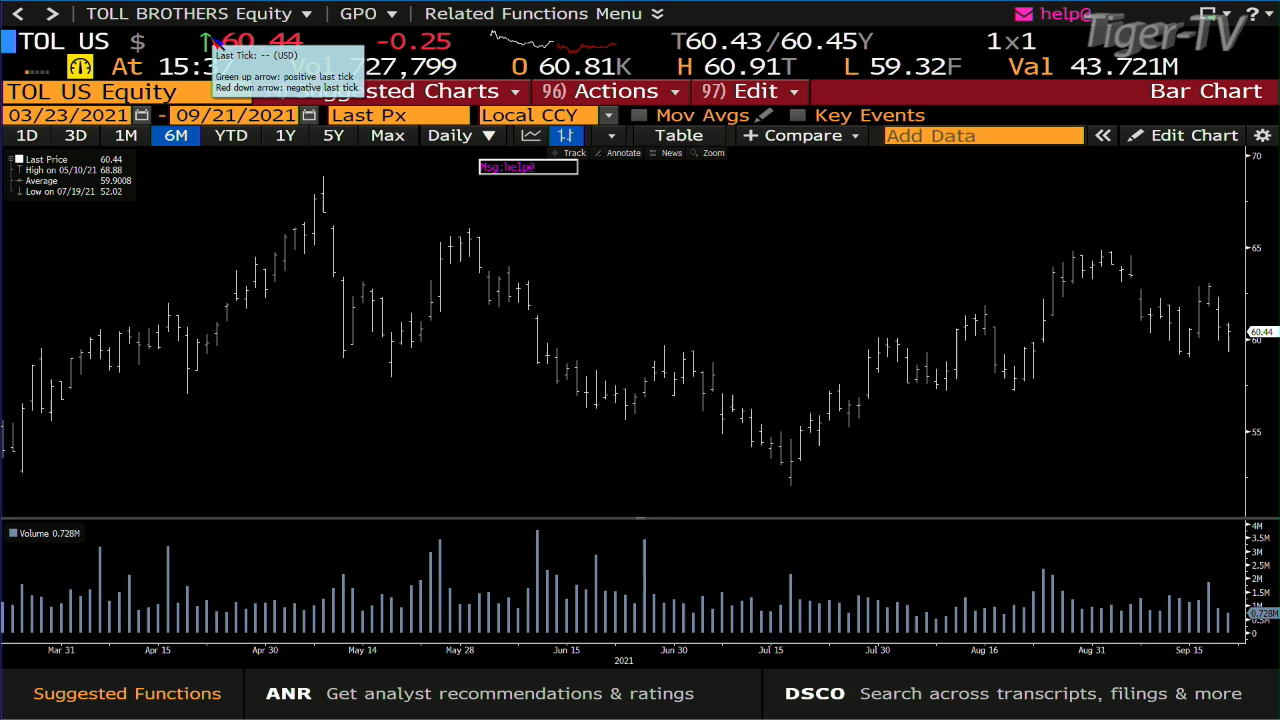 TOLL BROTHERS Equity GPO Related Functions Menu help@ ?
TOL US $ 60.44 -0.25 T60.43 / 60.45Y 1x1
Tiger-TV
At 15:3 Vol 727,799 O 60.81K H 60.91T L 59.32F Val 43.721M
Last Tick: -- (USD)
Green up arrow: positive last tick
Red down arrow: negative last tick
TOL US Equity Suggested Charts 96) Actions 97) Edit Bar Chart
03/23/2021 - 09/21/2021 Last Px Local CCY Mov Avgs Key Events
1D 3D 1M 6M YTD 1Y 5Y Max Daily Table + Compare Add Data Edit Chart
Track Annotate News Zoom
Msg:help@
Last Price 60.44
High on 05/10/21 68.88
Average 59.9008
Low on 07/19/21 52.02
70
65
60.44
60
55
Volume 0.728M
4M
3.5M
3M
2.5M
2M
1.5M
1M
0.728M
0.5M
0
Mar 31 Apr 15 Apr 30 May 14 May 28 Jun 15 Jun 30 Jul 15 Jul 30 Aug 16 Aug 31 Sep 15
2021
Suggested Functions ANR Get analyst recommendations & ratings DSCO Search across transcripts, filings & more